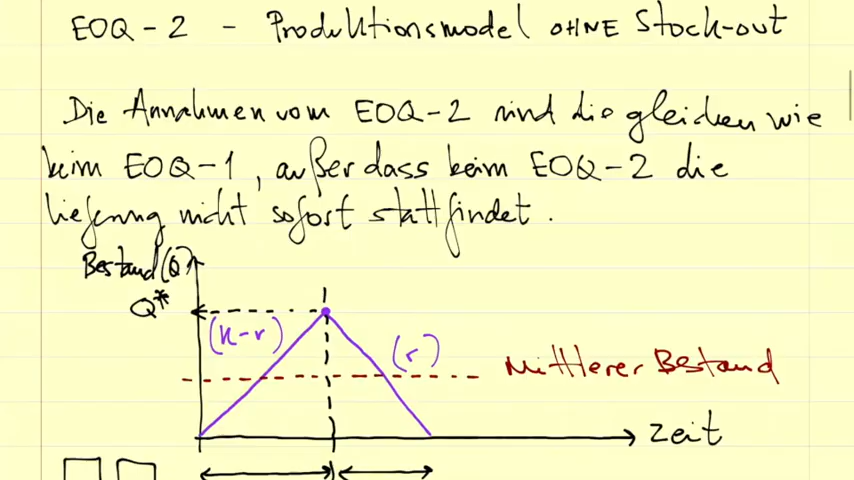 EOQ-2 - Produktionsmodel OHNE Stock-out
Die Annahmen vom EOQ-2 sind die gleichen wie
beim EOQ-1, außer dass beim EOQ-2 die
lieferung nicht sofort stattfindet.
Bestand (Q)
Q*
(k-r)
(r)
Mittlerer Bestand
Zeit